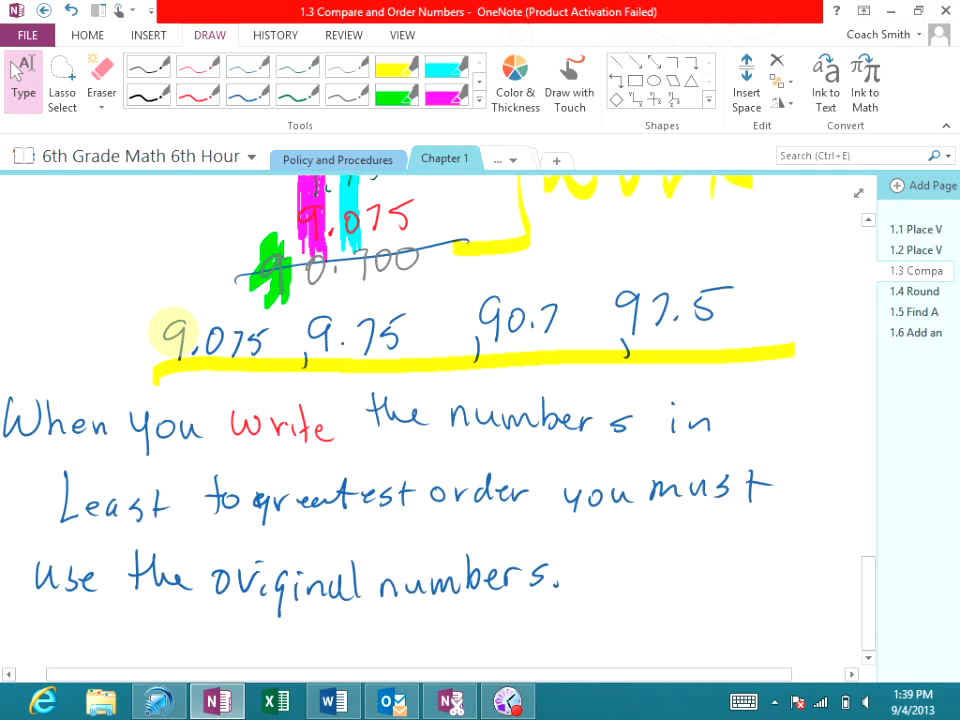 1.3 Compare and Order Numbers - OneNote (Product Activation Failed)
FILE HOME INSERT DRAW HISTORY REVIEW VIEW Coach Smith
Type
Lasso Select
Eraser
Color & Thickness
Draw with Touch
Insert Space
Ink to Text
Ink to Math
Tools Shapes Edit Convert
6th Grade Math 6th Hour Policy and Procedures Chapter 1 ... + Search (Ctrl+E)
Add Page
1.1 Place V
1.2 Place V
1.3 Compa
1.4 Round
1.5 Find A
1.6 Add an
9.075
90.700
9.075, 9.75, 90.7, 97.5
When you write the numbers in
Least to greatest order you must
use the original numbers.
1:39 PM
9/4/2013